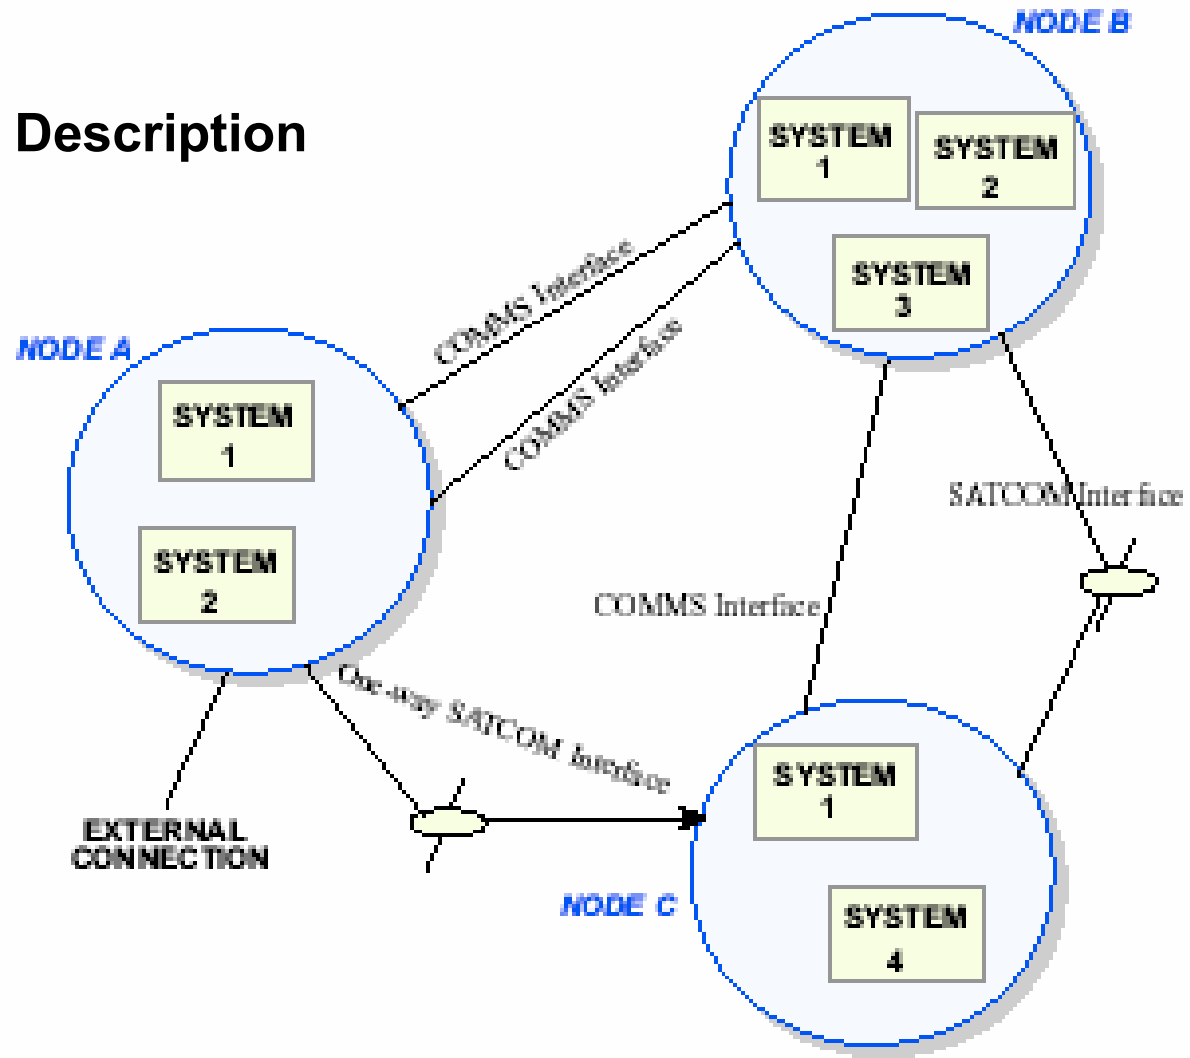 Description
NODE B
SYSTEM
1
SYSTEM
2
SYSTEM
3
COMMS Interface
COMMS Interface
NODE A
SYSTEM
1
SYSTEM
2
SATCOM Interface
COMMS Interface
One-way SATCOM Interface
EXTERNAL
CONNECTION
NODE C
SYSTEM
1
SYSTEM
4